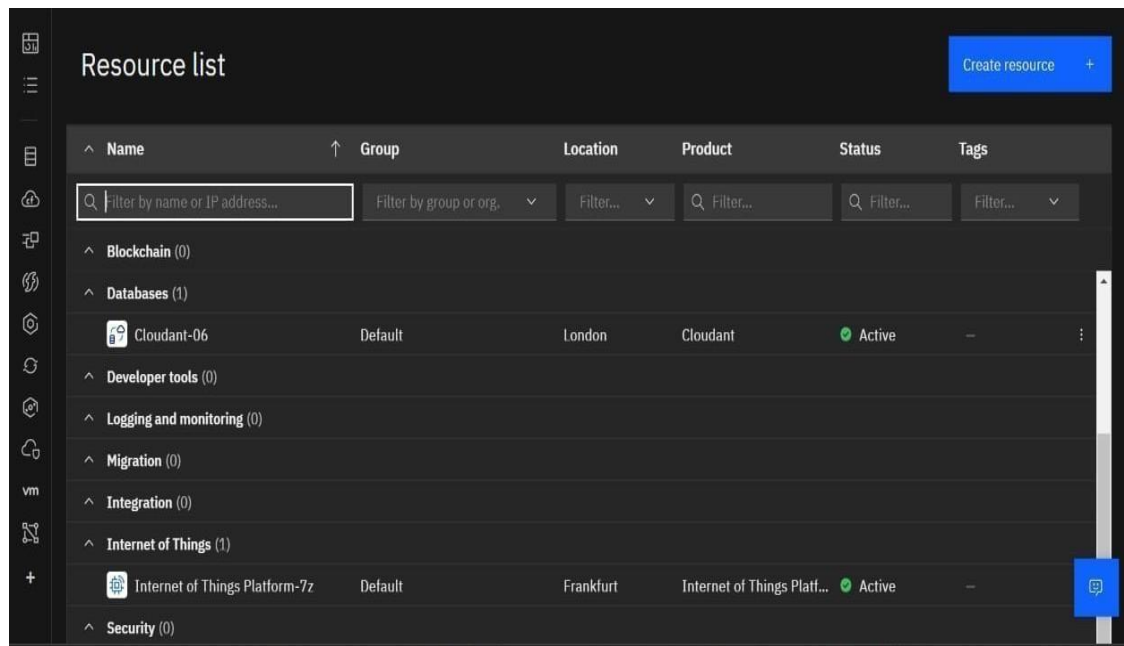 Resource list
Create resource +
Name ↑ Group Location Product Status Tags
Filter by name or IP address... Filter by group or org. Filter... Filter... Filter... Filter...
Blockchain (0)
Databases (1)
Cloudant-06 Default London Cloudant Active –
Developer tools (0)
Logging and monitoring (0)
Migration (0)
Integration (0)
Internet of Things (1)
Internet of Things Platform-7z Default Frankfurt Internet of Things Platf... Active –
Security (0)
vm
+